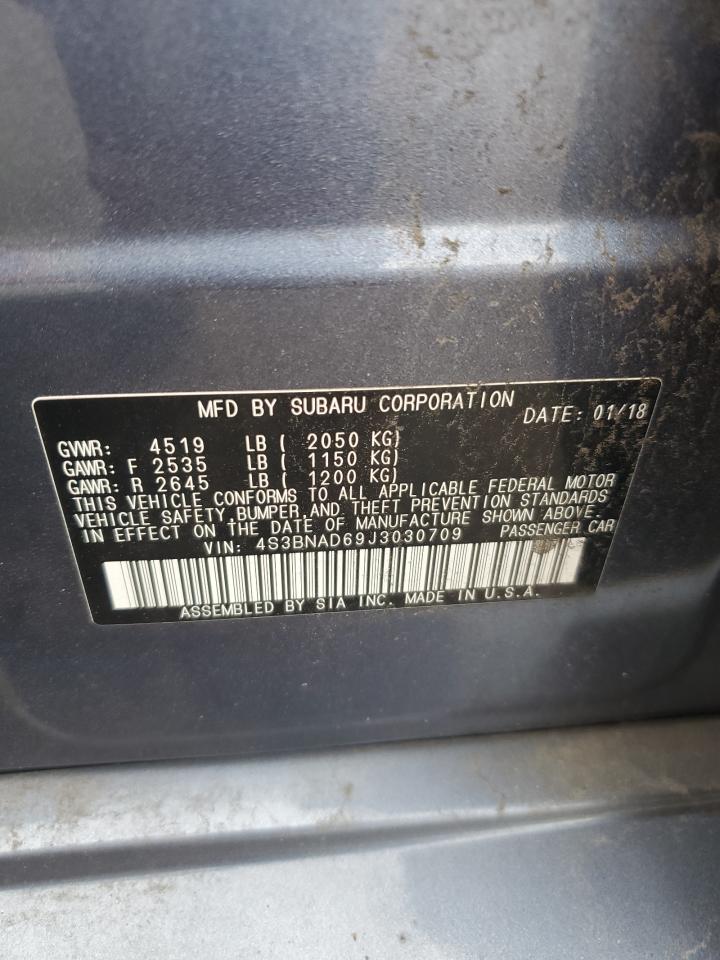 MFD BY SUBARU CORPORATION DATE: 01/18
GVWR: 4519 LB ( 2050 KG)
GAWR: F 2535 LB ( 1150 KG)
GAWR: R 2645 LB ( 1200 KG)
THIS VEHICLE CONFORMS TO ALL APPLICABLE FEDERAL MOTOR
VEHICLE SAFETY, BUMPER, AND THEFT PREVENTION STANDARDS
IN EFFECT ON THE DATE OF MANUFACTURE SHOWN ABOVE
VIN: 4S3BNAD69J3030709 PASSENGER CAR
ASSEMBLED BY SIA INC. MADE IN U.S.A.